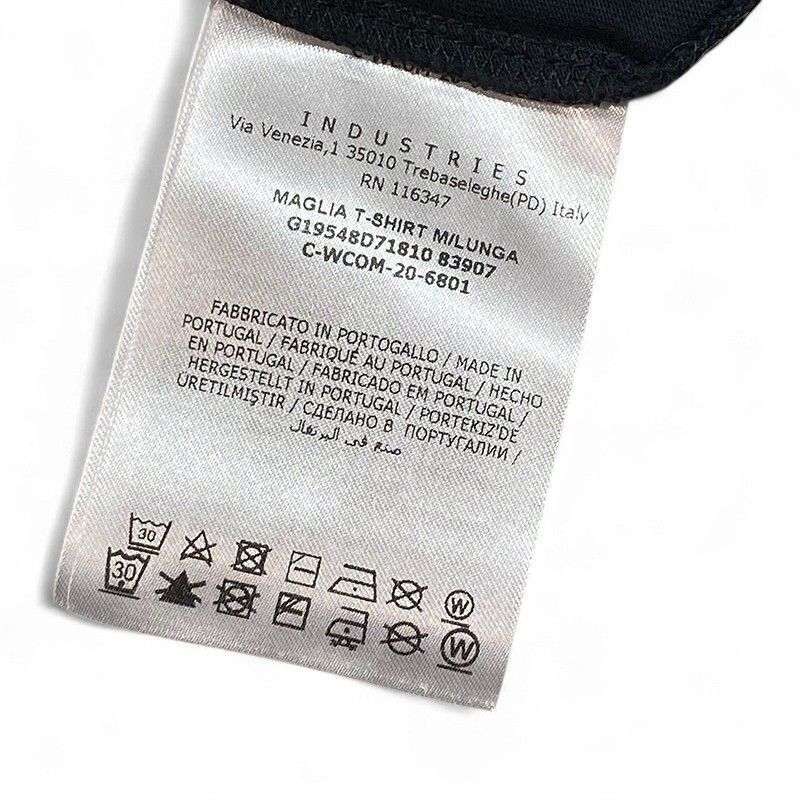 INDUSTRIES
Via Venezia,1 35010 Trebaseleghe(PD) Italy
RN 116347
MAGLIA T-SHIRT M/LUNGA
G19548D71810 83907
C-WCOM-20-6801
FABBRICATO IN PORTOGALLO / MADE IN
PORTUGAL / FABRIQUÉ AU PORTUGAL / HECHO
EN PORTUGAL / FABRICADO EM PORTUGAL /
HERGESTELLT IN PORTUGAL / PORTEKIZ'DE
ÜRETILMIŞTIR / СДЕЛАНО В ПОРТУГАЛИИ /
صنع في البرتغال
30
W
30
W